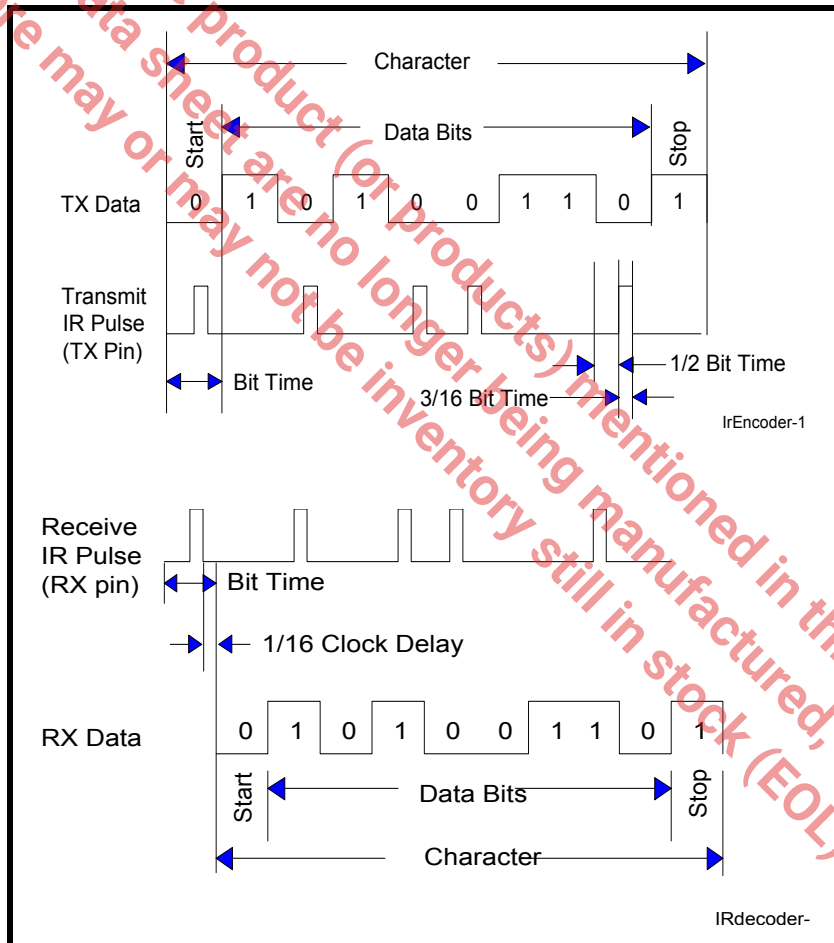 product (or products) mentioned in thi
ata sheet are no longer being manufactured,
re may or may not be inventory still in stock (EOL)
Character
Start
Data Bits
Stop
TX Data
0 1 0 1 0 0 1 1 0 1
Transmit
IR Pulse
(TX Pin)
Bit Time
1/2 Bit Time
3/16 Bit Time
IrEncoder-1
Receive
IR Pulse
(RX pin)
Bit Time
1/16 Clock Delay
RX Data
0 1 0 1 0 0 1 1 0 1
Start
Data Bits
Stop
Character
IRdecoder-